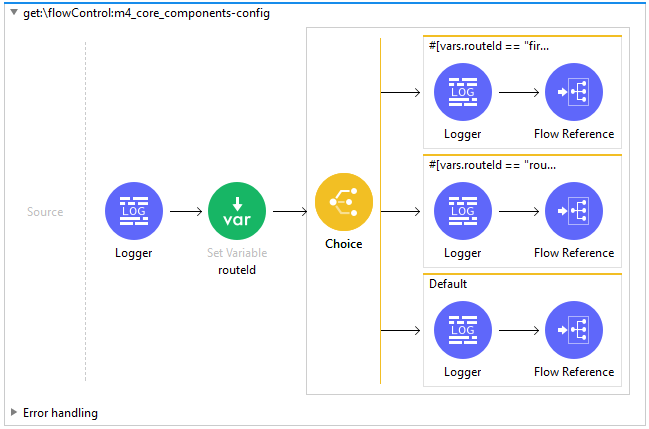 get:\flowControl:m4_core_components-config
#[vars.routeId == "fir...
LOG
Logger
Flow Reference
#[vars.routeId == "rou...
LOG
Logger
Flow Reference
Source
LOG
Logger
var
Set Variable
routeId
Choice
Default
LOG
Logger
Flow Reference
Error handling